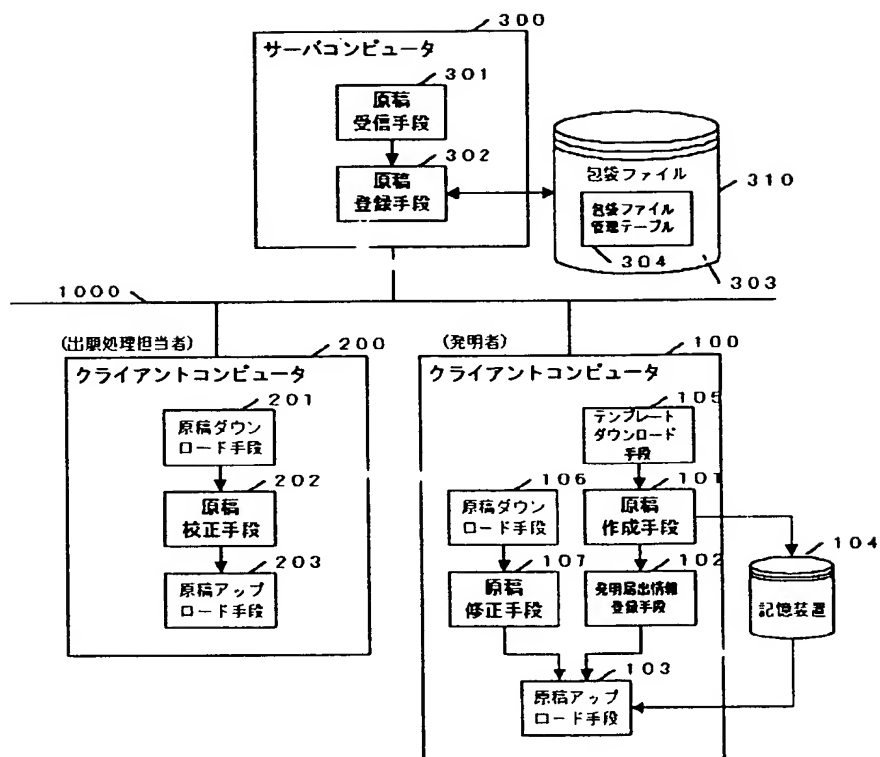 300
サーバコンピュータ
301
原稿
受信手段
302
原稿
登録手段
包袋ファイル
310
包袋ファイル
管理テーブル
304
303
1000
(出願処理担当者)
200
クライアントコンピュータ
201
原稿ダウン
ロード手段
202
原稿
校正手段
203
原稿アップ
ロード手段
(発明者)
100
クライアントコンピュータ
105
テンプレート
ダウンロード
手段
106
原稿ダウン
ロード手段
101
原稿
作成手段
107
原稿
修正手段
102
発明届出情報
登録手段
104
記憶装置
103
原稿アップ
ロード手段